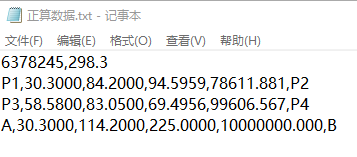 正算数据.txt - 记事本
文件(F) 编辑(E) 格式(O) 查看(V) 帮助(H)
6378245,298.3
P1,30.3000,84.2000,94.5959,78611.881,P2
P3,58.5800,83.0500,69.4956,99606.567,P4
A,30.3000,114.2000,225.0000,10000000.000,B